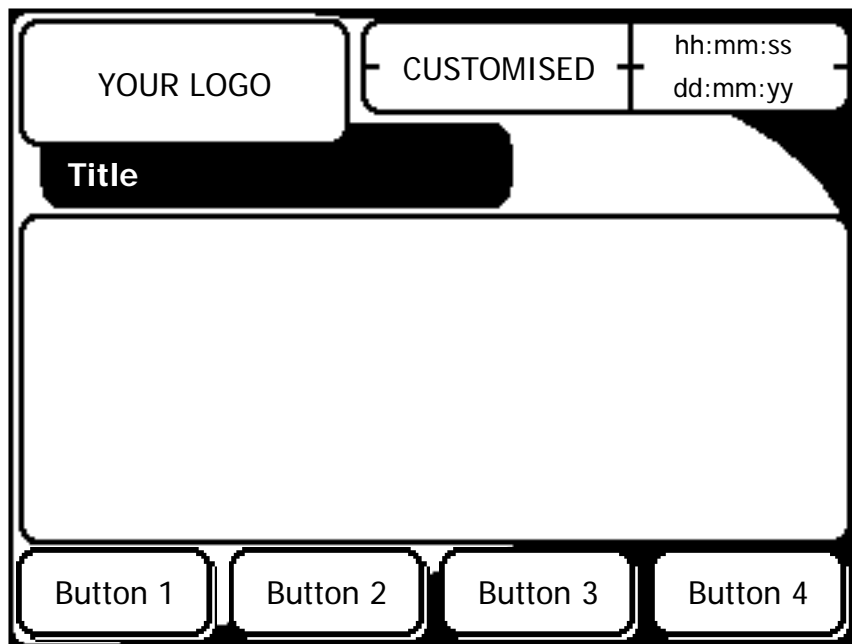 YOUR LOGO
CUSTOMISED
hh:mm:ss
dd:mm:yy
Title
Button 1
Button 2
Button 3
Button 4